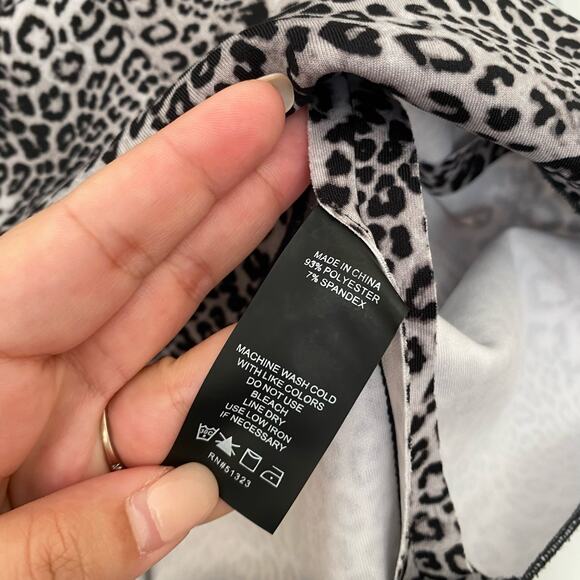 MADE IN CHINA
93% POLYESTER
7% SPANDEX
MACHINE WASH COLD
WITH LIKE COLORS
DO NOT USE
BLEACH
LINE DRY
USE LOW IRON
IF NECESSARY
RN#51323